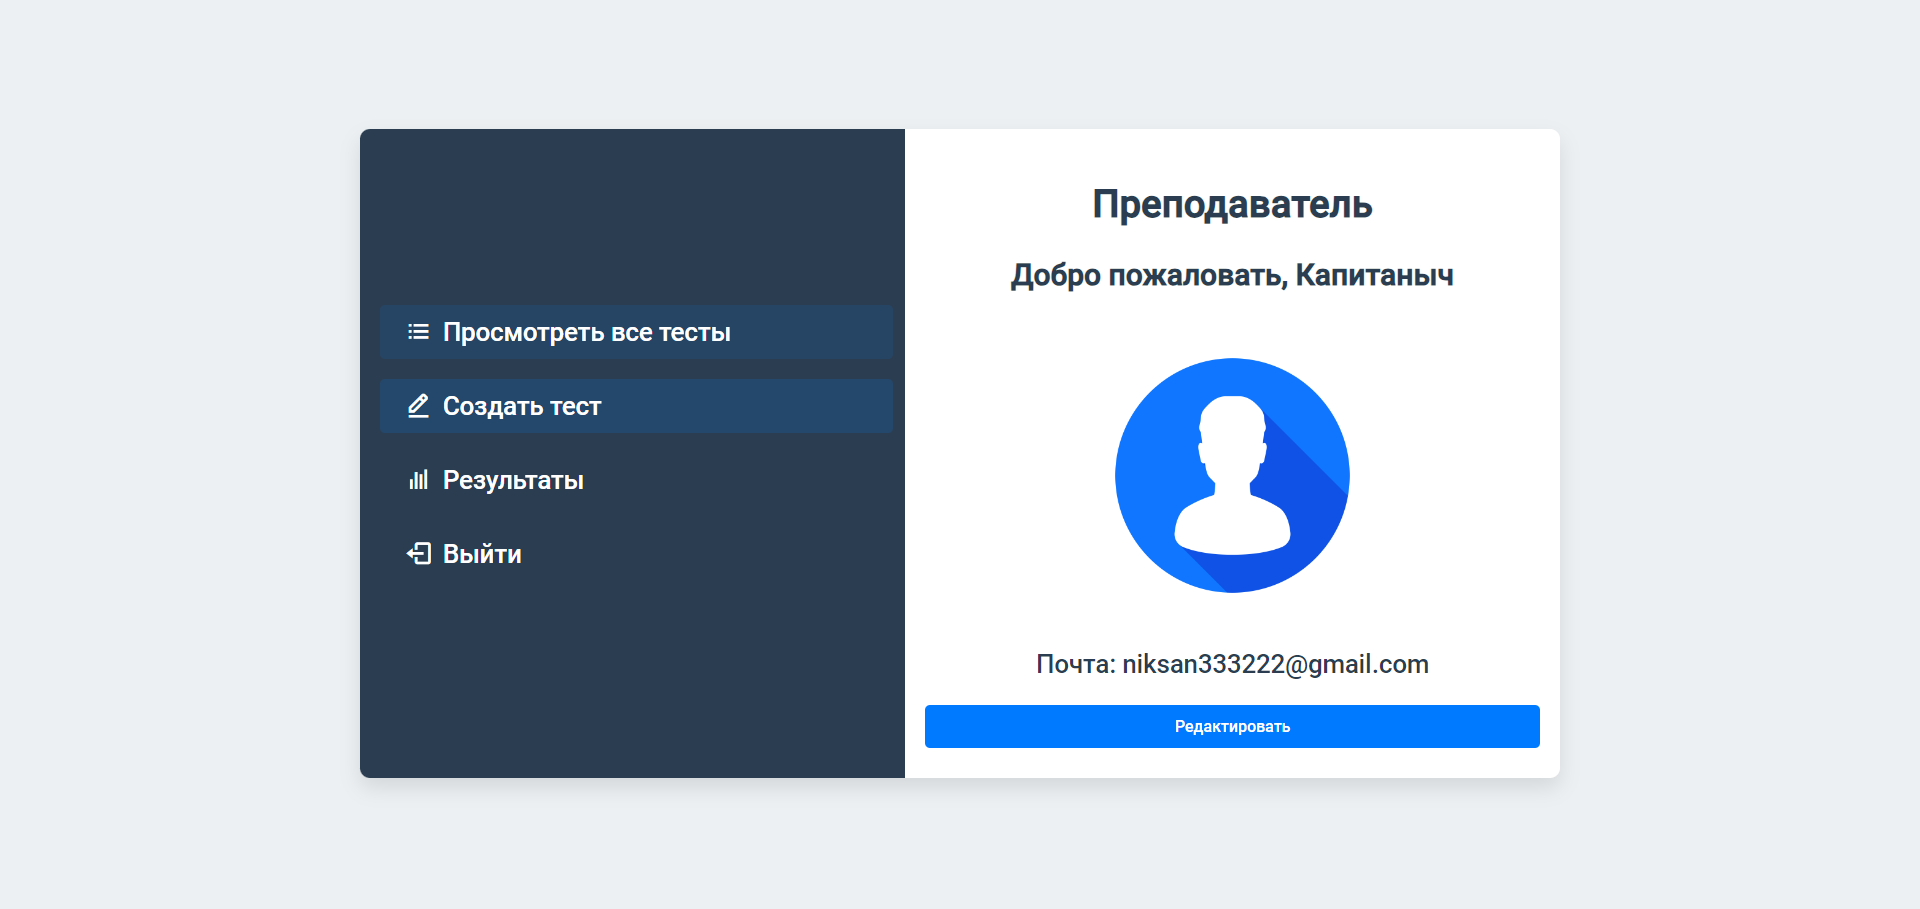 Просмотреть все тесты
Создать тест
Результаты
Выйти
Преподаватель
Добро пожаловать, Капитаныч
Почта: niksan333222@gmail.com
Редактировать